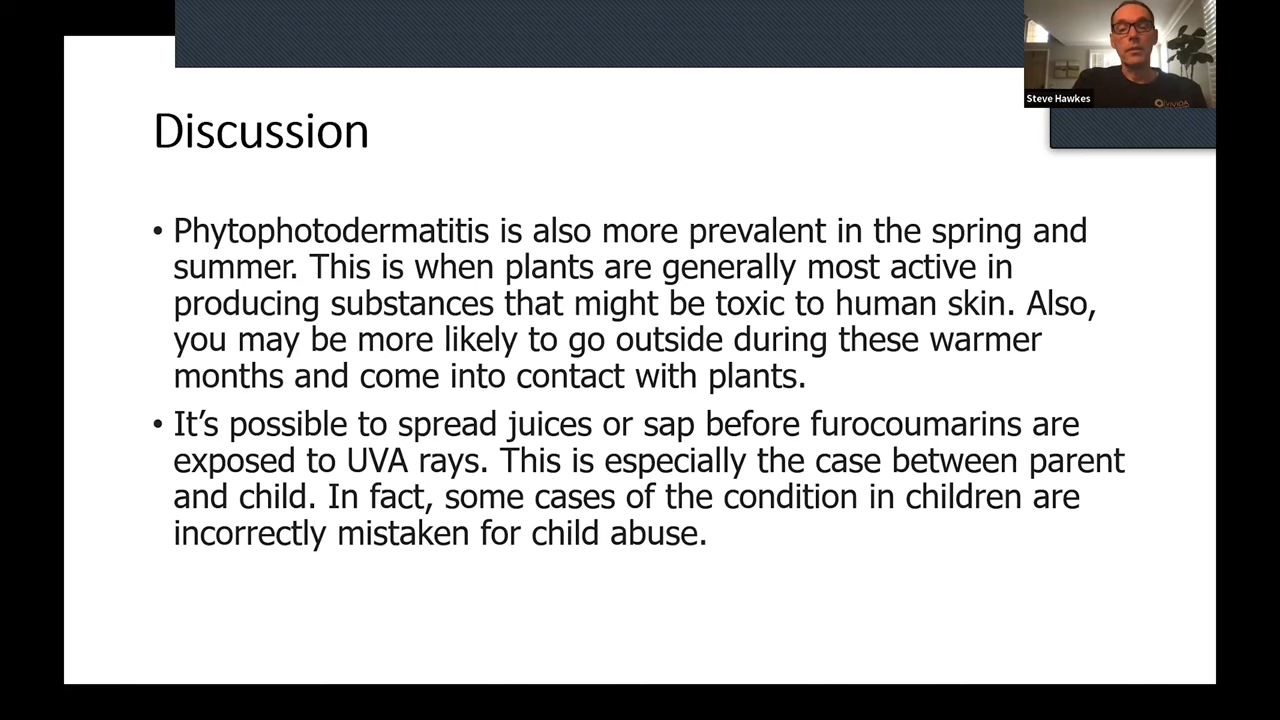 Steve Hawkes
VIVIDA
Discussion
• Phytophotodermatitis is also more prevalent in the spring and
summer. This is when plants are generally most active in
producing substances that might be toxic to human skin. Also,
you may be more likely to go outside during these warmer
months and come into contact with plants.
• It’s possible to spread juices or sap before furocoumarins are
exposed to UVA rays. This is especially the case between parent
and child. In fact, some cases of the condition in children are
incorrectly mistaken for child abuse.